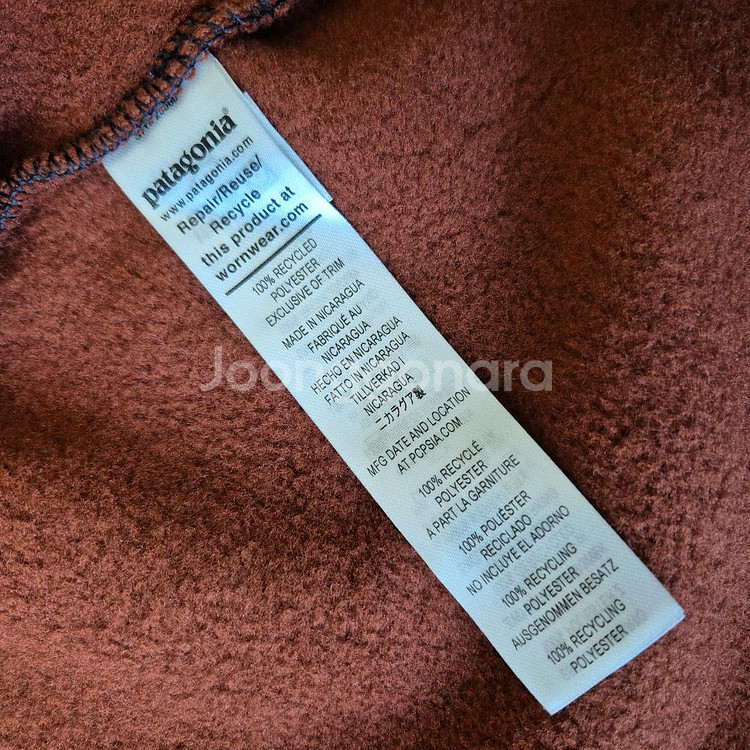 patagonia®
www.patagonia.com
Repair/Reuse/
Recycle
this product at
wornwear.com
100% RECYCLED
POLYESTER
EXCLUSIVE OF TRIM
MADE IN NICARAGUA
FABRIQUÉ AU
NICARAGUA
HECHO EN NICARAGUA
FATTO IN NICARAGUA
TILLVERKAD I
NICARAGUA
ニカラグア製
MFG DATE AND LOCATION
AT POPSIA.COM
100% RECYCLÉ
POLYESTER
A PART LA GARNITURE
100% POLIÉSTER
RECICLADO
NO INCLUYE EL ADORNO
100% RECYCLING
POLYESTER
AUSGENOMMEN BESATZ
100% RECYCLING
POLYESTER
Joonggonara